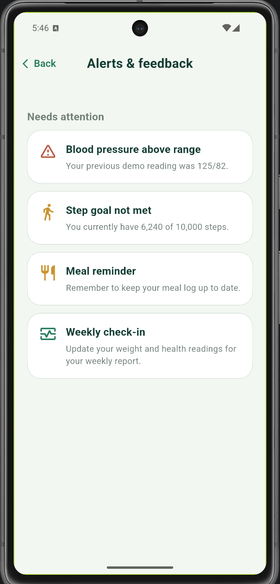 5:46
Back
Alerts & feedback
Needs attention
Blood pressure above range
Your previous demo reading was 125/82.
Step goal not met
You currently have 6,240 of 10,000 steps.
Meal reminder
Remember to keep your meal log up to date.
Weekly check-in
Update your weight and health readings for
your weekly report.